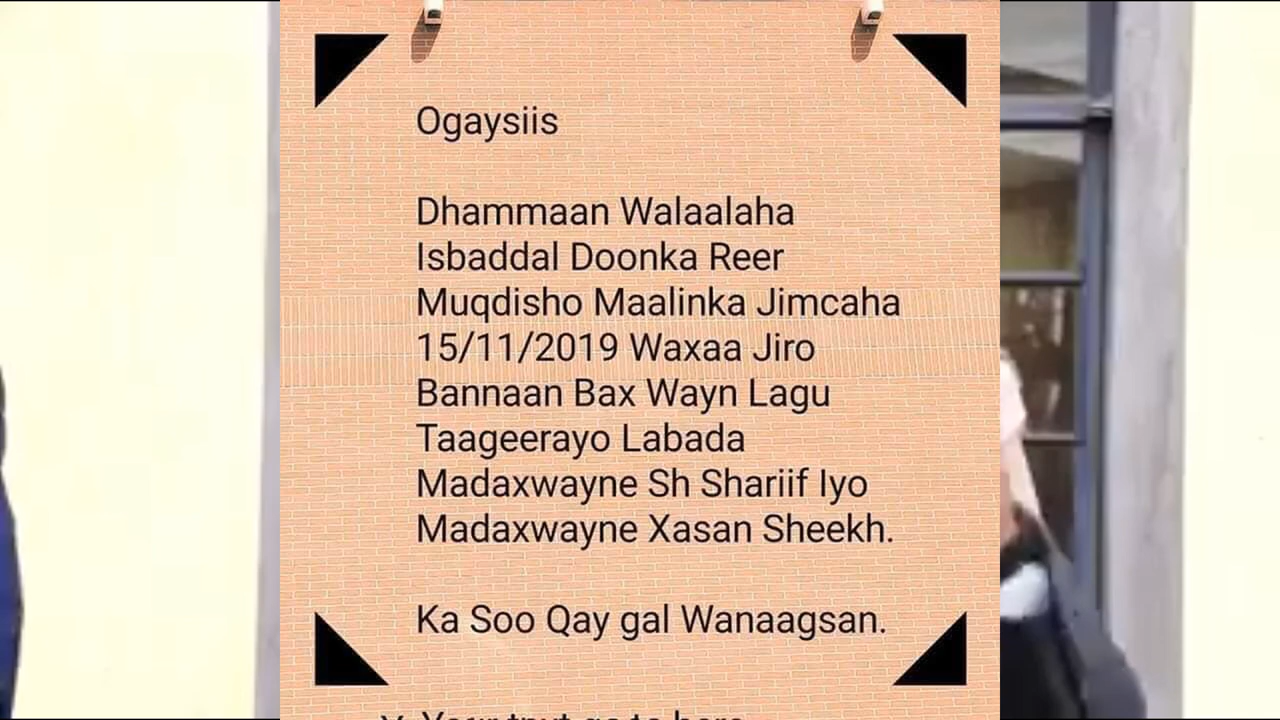 Ogaysiis
Dhammaan Walaalaha
Isbaddal Doonka Reer
Muqdisho Maalinka Jimcaha
15/11/2019 Waxaa Jiro
Bannaan Bax Wayn Lagu
Taageerayo Labada
Madaxwayne Sh Shariif Iyo
Madaxwayne Xasan Sheekh.
Ka Soo Qay gal Wanaagsan.